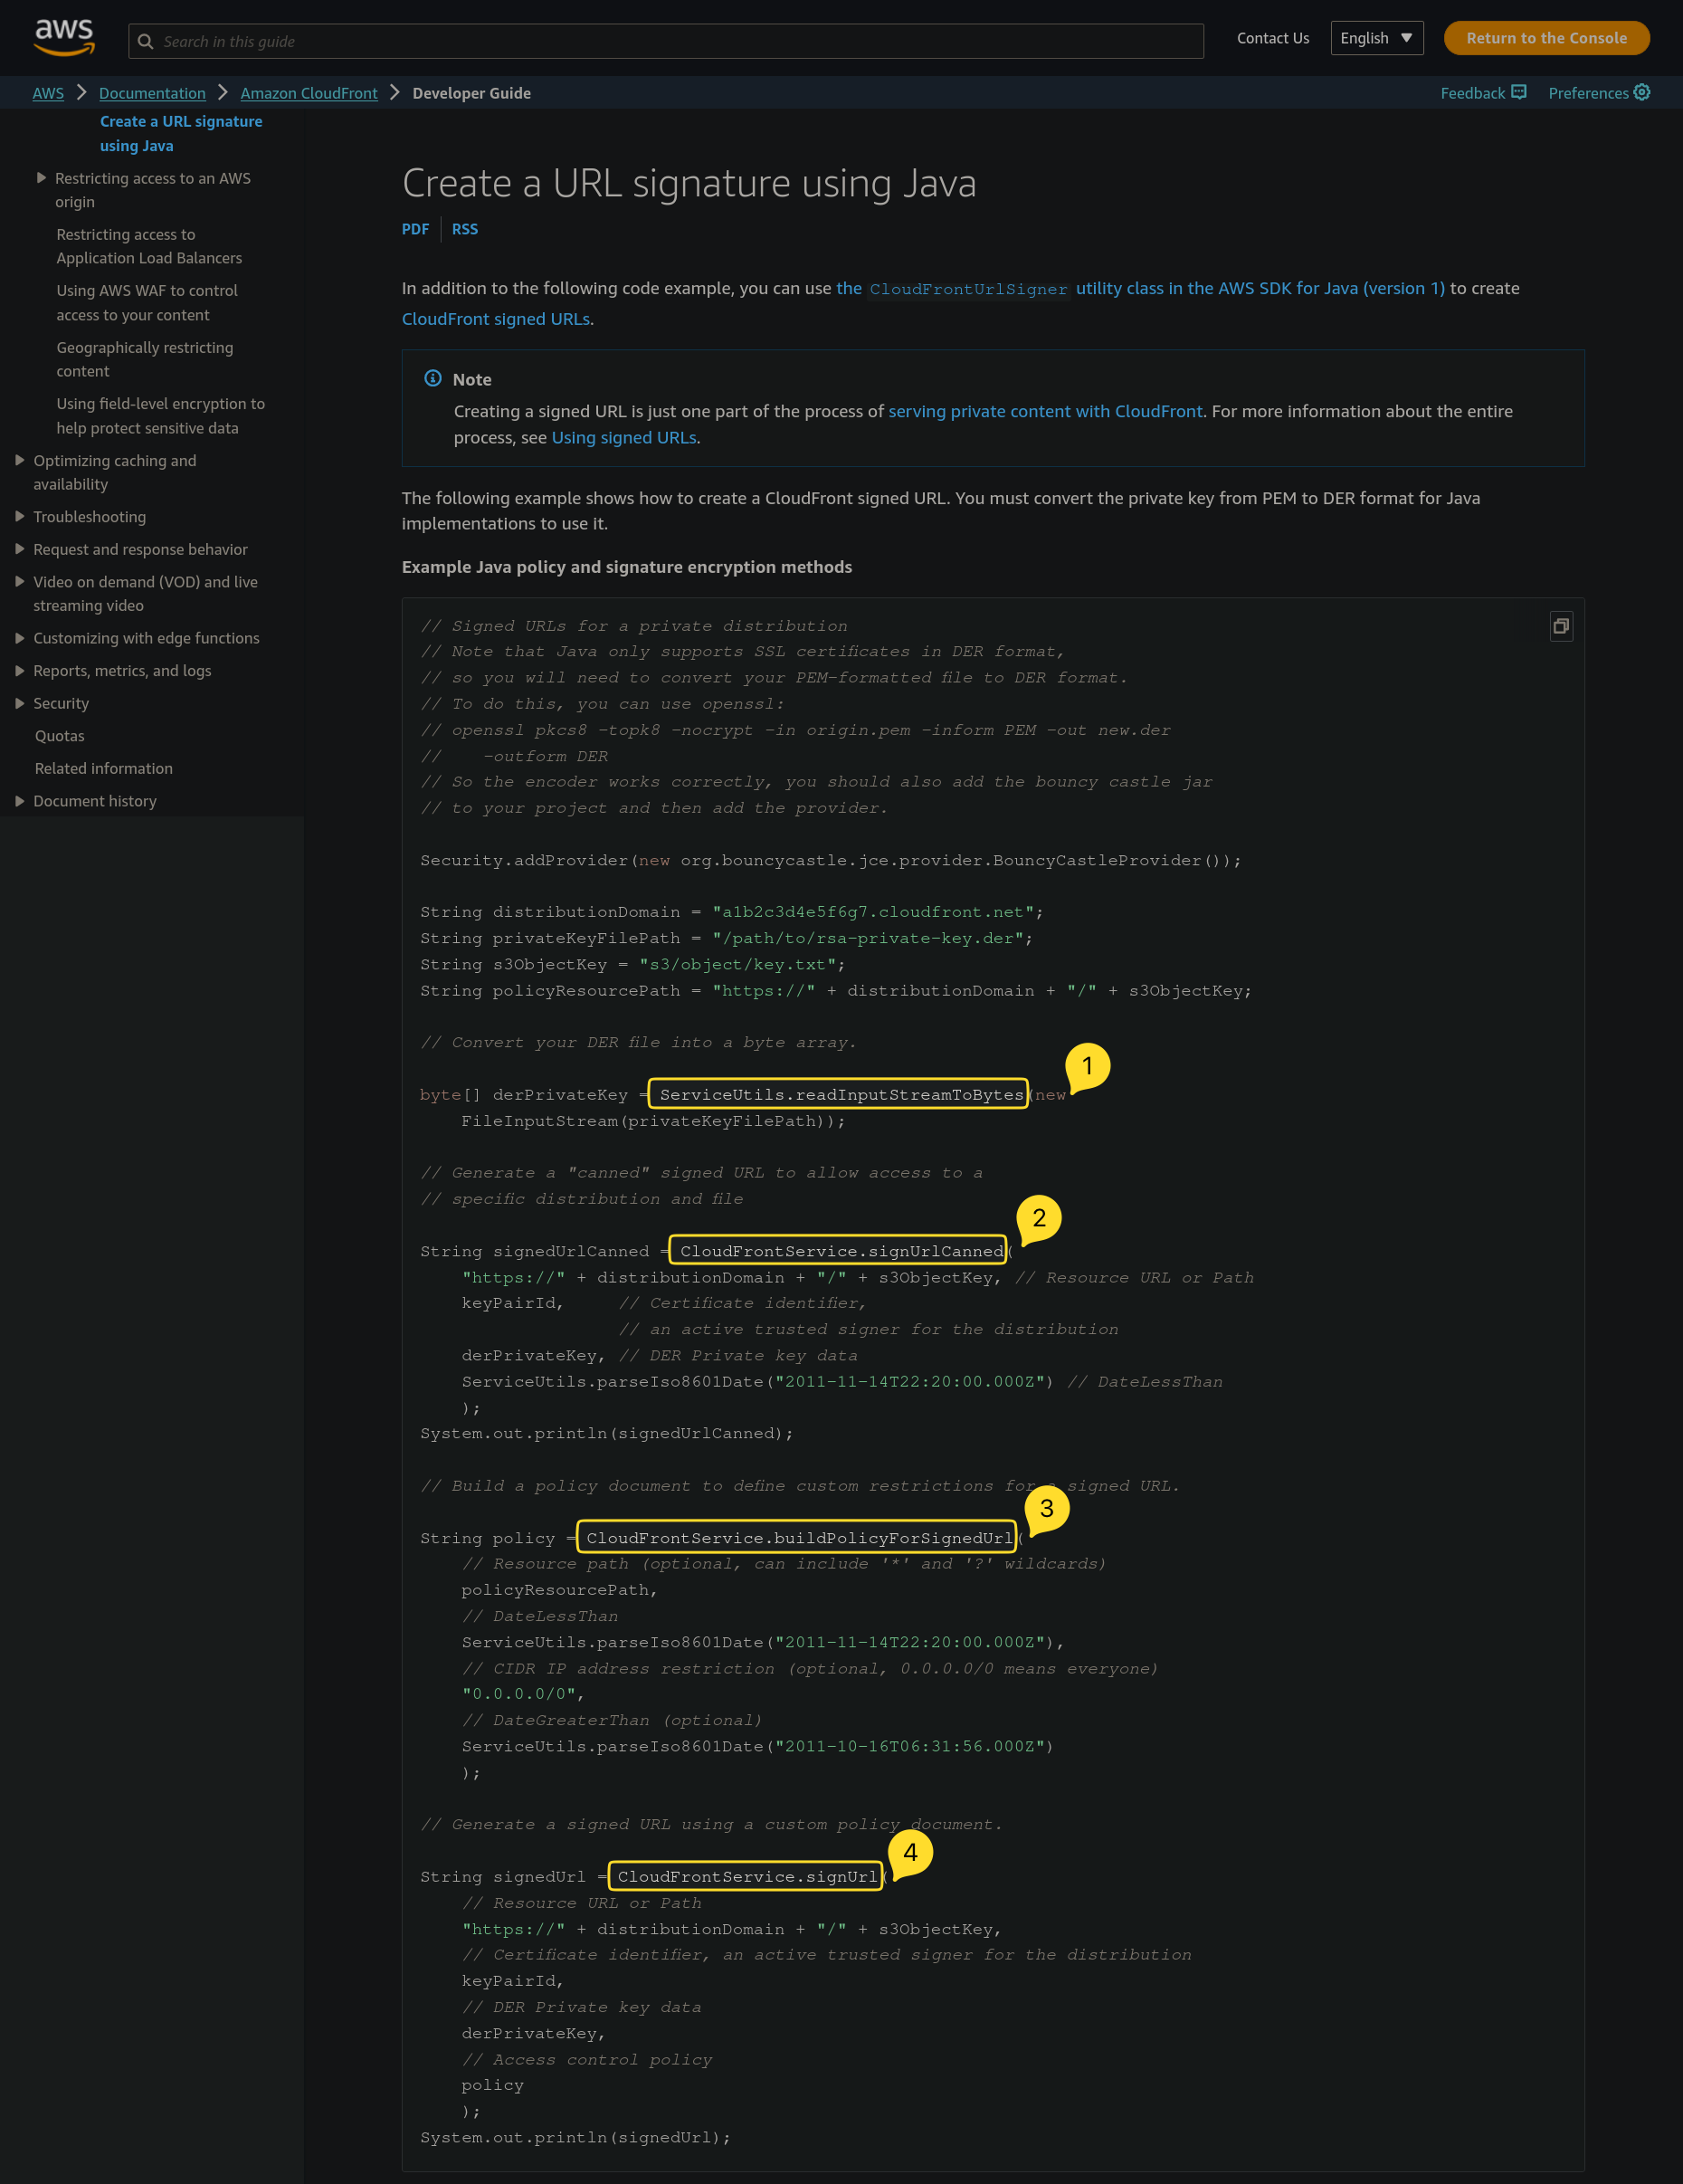 aws
Search in this guide
Contact Us
English
Return to the Console
AWS
Documentation
Amazon CloudFront
Developer Guide
Feedback
Preferences
Create a URL signature
using Java
Restricting access to an AWS
origin
Restricting access to
Application Load Balancers
Using AWS WAF to control
access to your content
Geographically restricting
content
Using field-level encryption to
help protect sensitive data
Optimizing caching and
availability
Troubleshooting
Request and response behavior
Video on demand (VOD) and live
streaming video
Customizing with edge functions
Reports, metrics, and logs
Security
Quotas
Related information
Document history
Create a URL signature using Java
PDF RSS
In addition to the following code example, you can use the CloudFrontUrlSigner utility class in the AWS SDK for Java (version 1) to create
CloudFront signed URLs.
Note
Creating a signed URL is just one part of the process of serving private content with CloudFront. For more information about the entire
process, see Using signed URLs.
The following example shows how to create a CloudFront signed URL. You must convert the private key from PEM to DER format for Java
implementations to use it.
Example Java policy and signature encryption methods
// Signed URLs for a private distribution
// Note that Java only supports SSL certificates in DER format,
// so you will need to convert your PEM-formatted file to DER format.
// To do this, you can use openssl:
// openssl pkcs8 -topk8 -nocrypt -in origin.pem -inform PEM -out new.der
//    -outform DER
// So the encoder works correctly, you should also add the bouncy castle jar
// to your project and then add the provider.
Security.addProvider(new org.bouncycastle.jce.provider.BouncyCastleProvider());
String distributionDomain = "a1b2c3d4e5f6g7.cloudfront.net";
String privateKeyFilePath = "/path/to/rsa-private-key.der";
String s3ObjectKey = "s3/object/key.txt";
String policyResourcePath = "https://" + distributionDomain + "/" + s3ObjectKey;
// Convert your DER file into a byte array.
1
byte[] derPrivateKey = ServiceUtils.readInputStreamToBytes(new
FileInputStream(privateKeyFilePath));
// Generate a "canned" signed URL to allow access to a
// specific distribution and file
2
String signedUrlCanned = CloudFrontService.signUrlCanned(
"https://" + distributionDomain + "/" + s3ObjectKey, // Resource URL or Path
keyPairId,     // Certificate identifier,
// an active trusted signer for the distribution
derPrivateKey, // DER Private key data
ServiceUtils.parseIso8601Date("2011-11-14T22:20:00.000Z") // DateLessThan
);
System.out.println(signedUrlCanned);
// Build a policy document to define custom restrictions for a signed URL.
3
String policy = CloudFrontService.buildPolicyForSignedUrl(
// Resource path (optional, can include '*' and '?' wildcards)
policyResourcePath,
// DateLessThan
ServiceUtils.parseIso8601Date("2011-11-14T22:20:00.000Z"),
// CIDR IP address restriction (optional, 0.0.0.0/0 means everyone)
"0.0.0.0/0",
// DateGreaterThan (optional)
ServiceUtils.parseIso8601Date("2011-10-16T06:31:56.000Z")
);
// Generate a signed URL using a custom policy document.
4
String signedUrl = CloudFrontService.signUrl(
// Resource URL or Path
"https://" + distributionDomain + "/" + s3ObjectKey,
// Certificate identifier, an active trusted signer for the distribution
keyPairId,
// DER Private key data
derPrivateKey,
// Access control policy
policy
);
System.out.println(signedUrl);